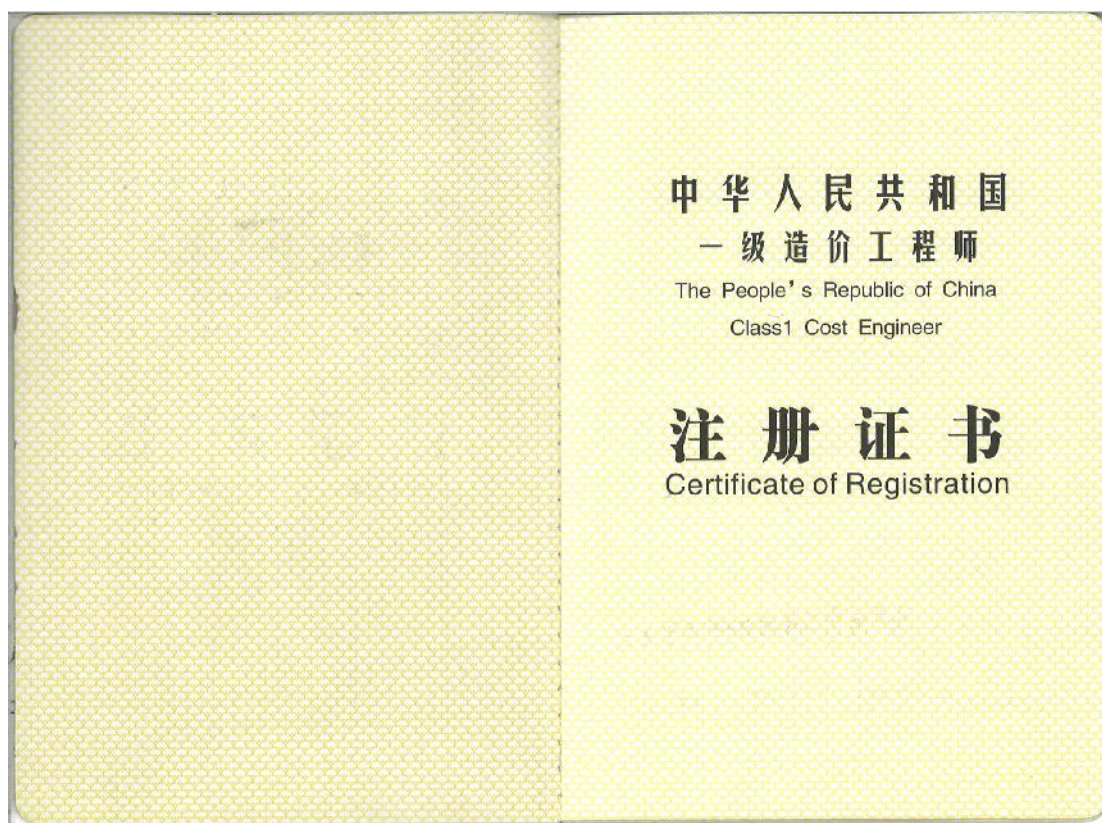 中华人民共和国
一级造价工程师
The People's Republic of China
Class1 Cost Engineer
注册证书
Certificate of Registration